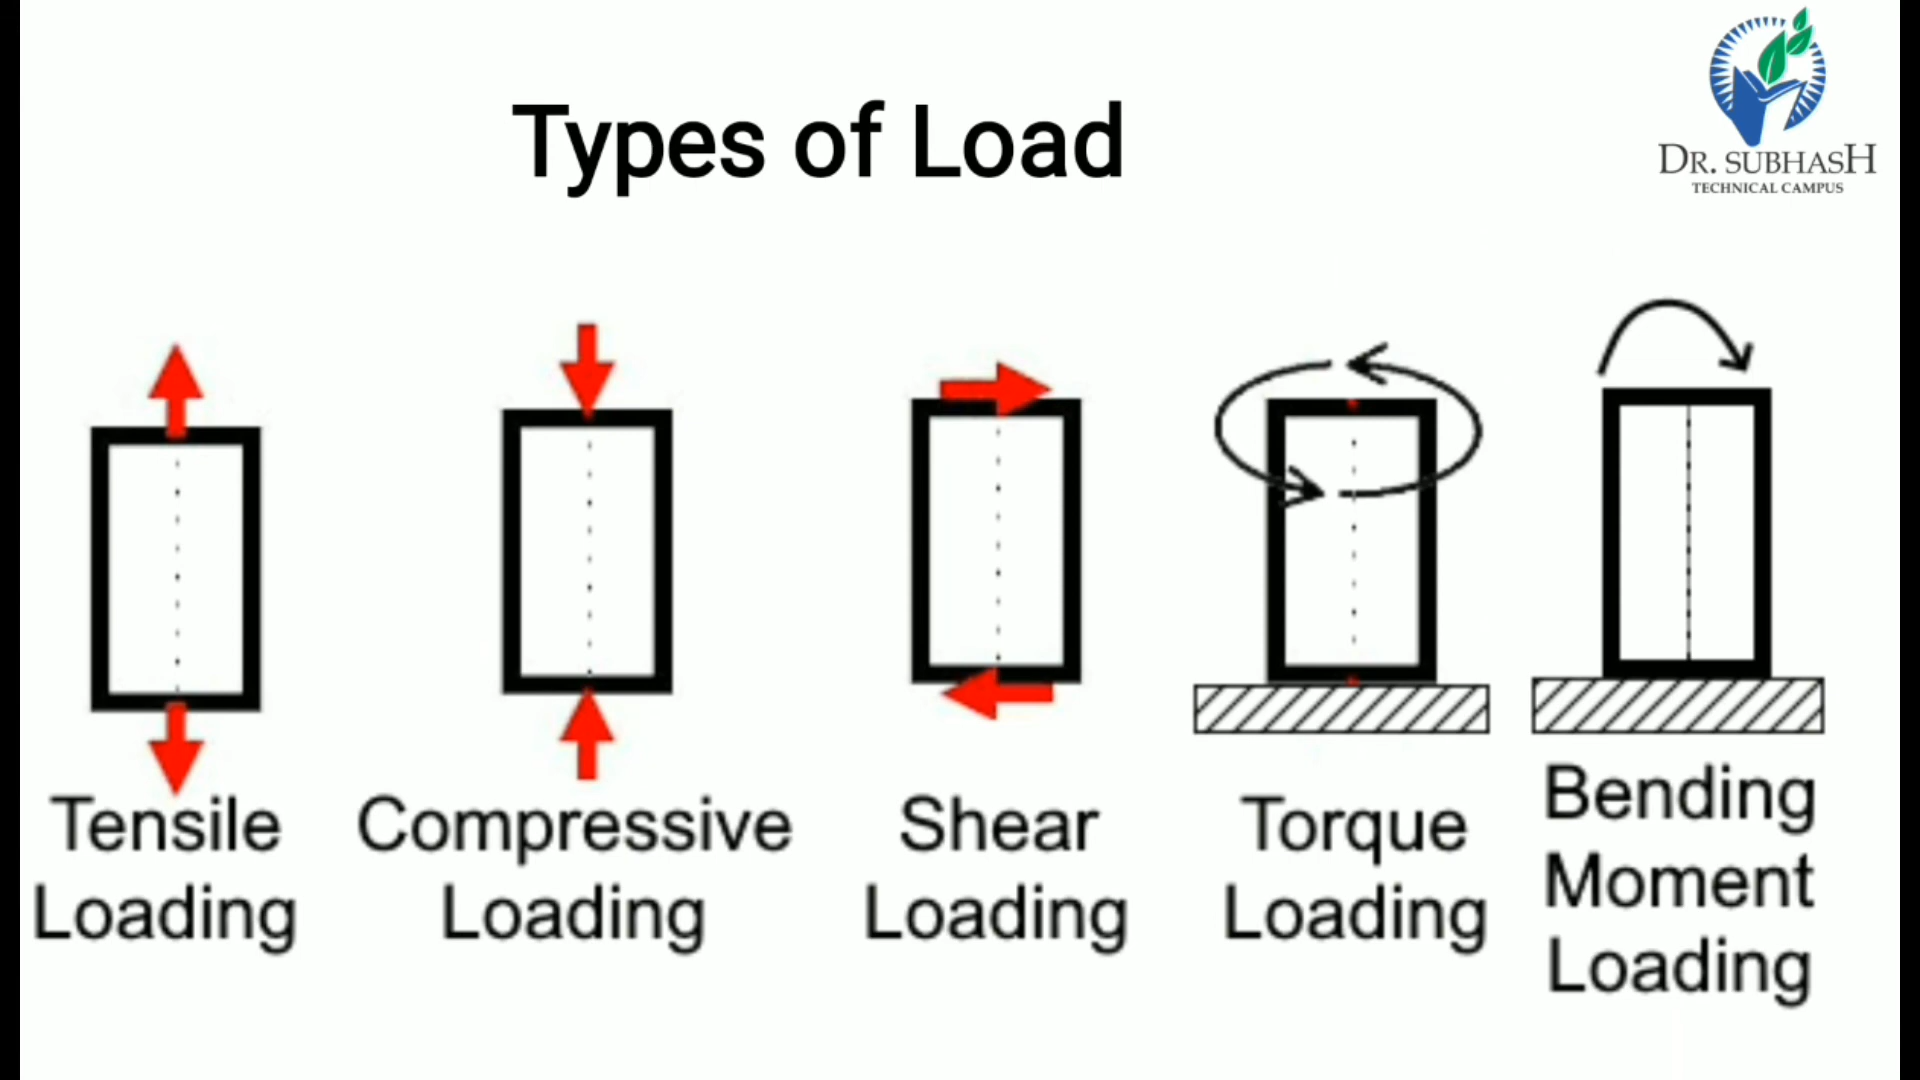 Types of Load
DR. SUBHASH
TECHNICAL CAMPUS
Tensile
Loading
Compressive
Loading
Shear
Loading
Torque
Loading
Bending
Moment
Loading